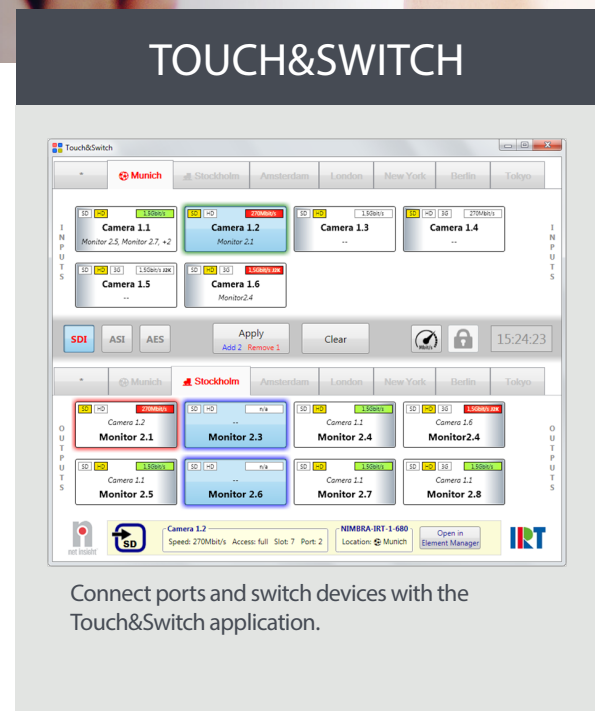 TOUCH&SWITCH
Touch&Switch
* Munich Stockholm Amsterdam London New York Berlin Tokyo
INPUTS
SD HD 1,5Gbit/s SD HD 270Mbit/s SD HD 1,5Gbit/s SD HD 3G 270Mbit/s
Camera 1.1 Camera 1.2 Camera 1.3 Camera 1.4
Monitor 2.5, Monitor 2.7, +2 Monitor 2.1 -- --
INPUTS
SD HD 3G 1,5Gbit/s SD HD 3G 1,5Gbit/s
Camera 1.5 Camera 1.6
-- Monitor2.4
SDI ASI AES Apply Clear Mbit/s 15:24:23
Add 2 Remove 1
* Munich Stockholm Amsterdam London New York Berlin Tokyo
OUTPUTS
SD HD 270Mbit/s SD HD n/a SD HD 1,5Gbit/s SD HD 3G 1,5Gbit/s
Camera 1.2 -- Camera 1.1 Camera 1.6
Monitor 2.1 Monitor 2.3 Monitor 2.4 Monitor2.4
OUTPUTS
SD HD 1,5Gbit/s SD HD n/a SD HD 1,5Gbit/s SD HD 3G 1,5Gbit/s
Camera 1.1 -- Camera 1.1 Camera 1.1
Monitor 2.5 Monitor 2.6 Monitor 2.7 Monitor 2.8
net insight
SD
Camera 1.2
Speed: 270Mbit/s Access: full Slot: 7 Port: 2
NIMBRA-IRT-1-680
Location: Munich
Open in
Element Manager
IRT
Connect ports and switch devices with the
Touch&Switch application.